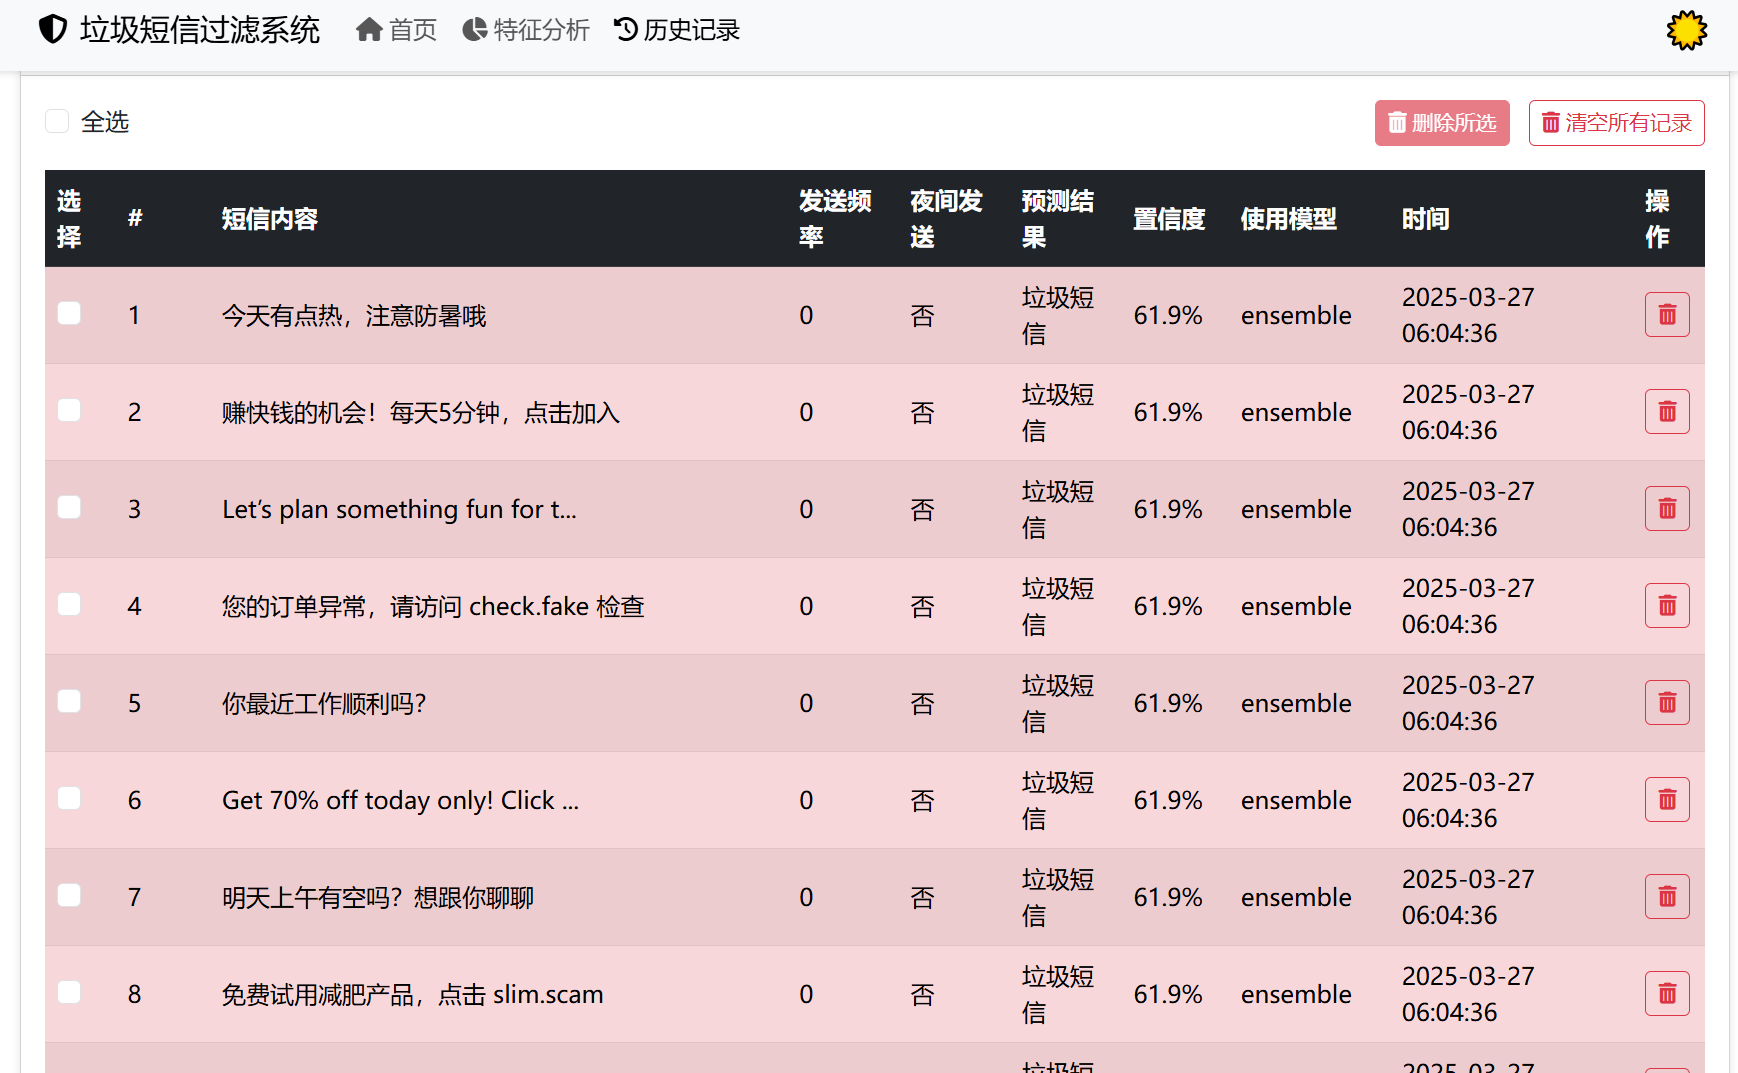 垃圾短信过滤系统 首页 特征分析 历史记录
全选 删除所选 清空所有记录
选择 # 短信内容 发送频率 夜间发送 预测结果 置信度 使用模型 时间 操作
1 今天有点热，注意防暑哦 0 否 垃圾短信 61.9% ensemble 2025-03-27 06:04:36
2 赚快钱的机会！每天5分钟，点击加入 0 否 垃圾短信 61.9% ensemble 2025-03-27 06:04:36
3 Let’s plan something fun for t... 0 否 垃圾短信 61.9% ensemble 2025-03-27 06:04:36
4 您的订单异常，请访问 check.fake 检查 0 否 垃圾短信 61.9% ensemble 2025-03-27 06:04:36
5 你最近工作顺利吗？ 0 否 垃圾短信 61.9% ensemble 2025-03-27 06:04:36
6 Get 70% off today only! Click ... 0 否 垃圾短信 61.9% ensemble 2025-03-27 06:04:36
7 明天上午有空吗？想跟你聊聊 0 否 垃圾短信 61.9% ensemble 2025-03-27 06:04:36
8 免费试用减肥产品，点击 slim.scam 0 否 垃圾短信 61.9% ensemble 2025-03-27 06:04:36